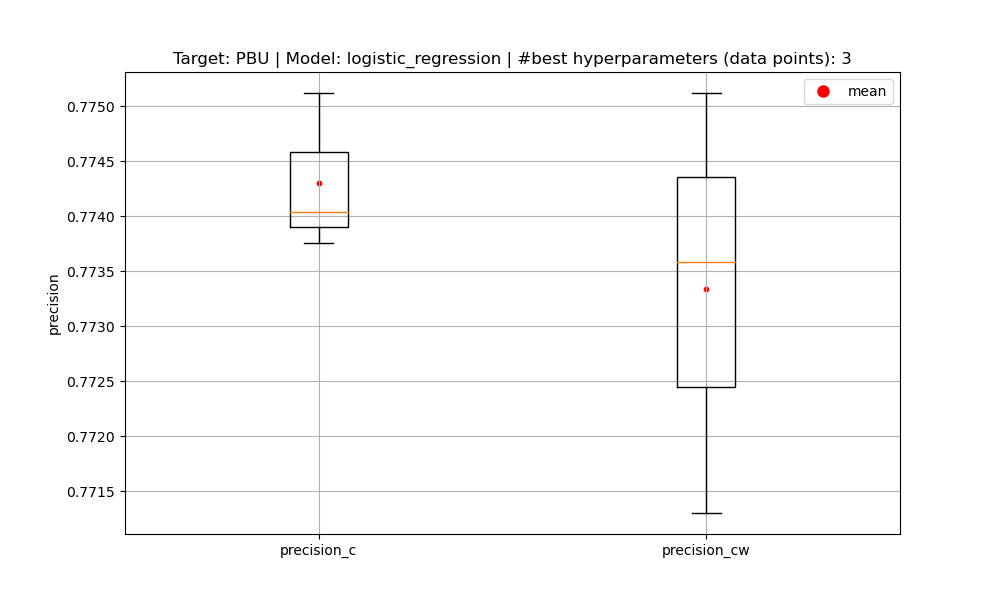 Target: PBU | Model: logistic_regression | #best hyperparameters (data points): 3
mean
precision
0.7750
0.7745
0.7740
0.7735
0.7730
0.7725
0.7720
0.7715
precision_c
precision_cw